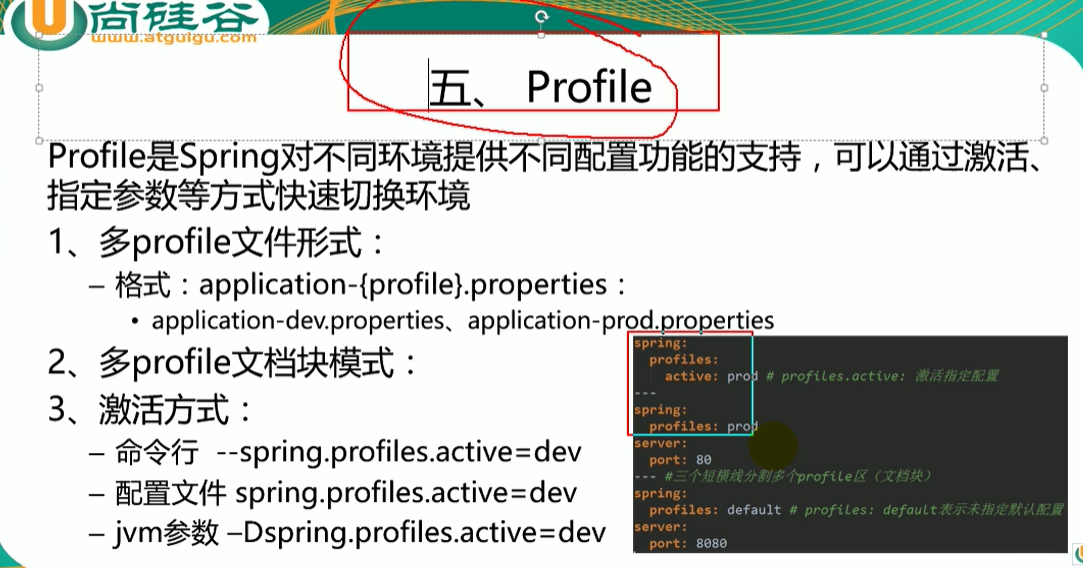 尚硅谷
www.atguigu.com
五、 Profile
Profile是Spring对不同环境提供不同配置功能的支持，可以通过激活、
指定参数等方式快速切换环境
1、多profile文件形式：
– 格式：application-{profile}.properties：
• application-dev.properties、application-prod.properties
2、多profile文档块模式：
3、激活方式：
– 命令行 --spring.profiles.active=dev
– 配置文件 spring.profiles.active=dev
– jvm参数 –Dspring.profiles.active=dev
spring:
profiles:
active: prod # profiles.active: 激活指定配置
---
spring:
profiles: prod
server:
port: 80
--- #三个短横线分割多个profile区（文档块）
spring:
profiles: default # profiles: default表示未指定默认配置
server:
port: 8080